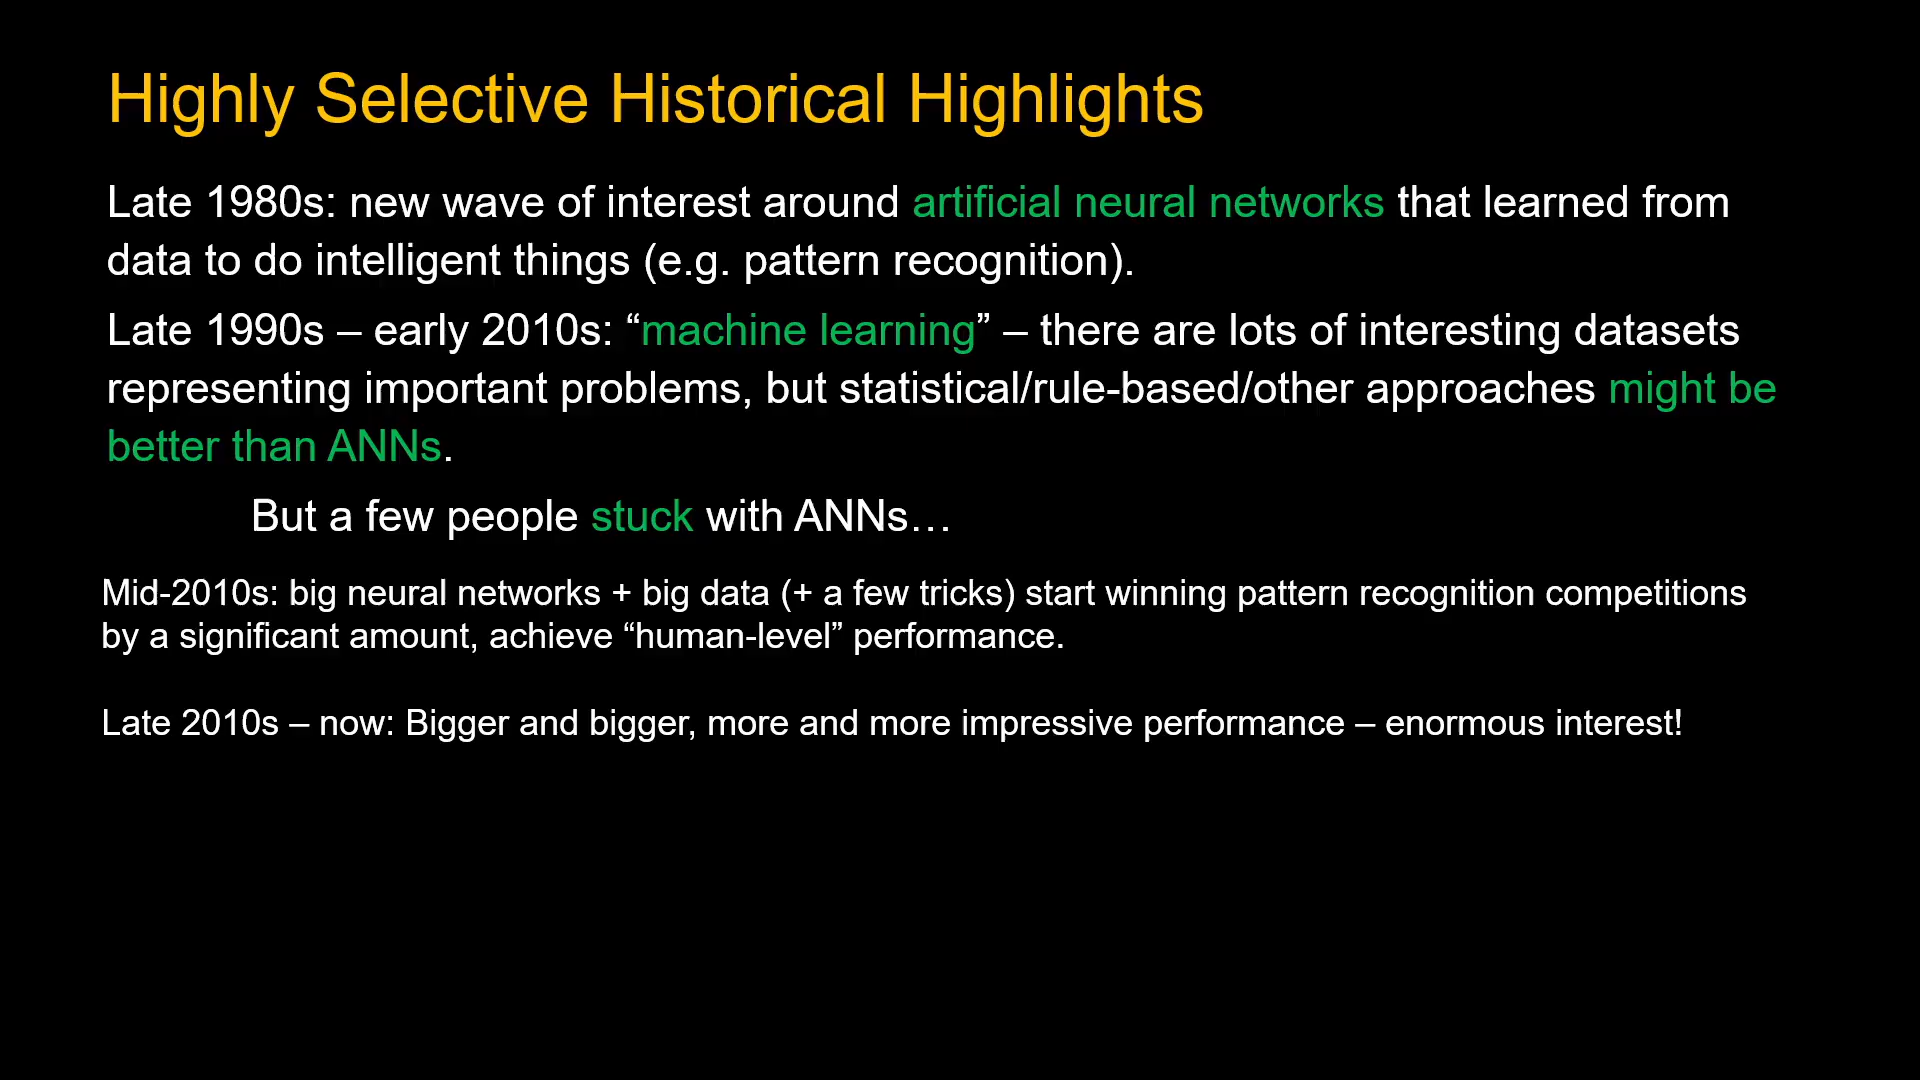 Highly Selective Historical Highlights
Late 1980s: new wave of interest around artificial neural networks that learned from
data to do intelligent things (e.g. pattern recognition).
Late 1990s – early 2010s: “machine learning” – there are lots of interesting datasets
representing important problems, but statistical/rule-based/other approaches might be
better than ANNs.
But a few people stuck with ANNs…
Mid-2010s: big neural networks + big data (+ a few tricks) start winning pattern recognition competitions
by a significant amount, achieve “human-level” performance.
Late 2010s – now: Bigger and bigger, more and more impressive performance – enormous interest!